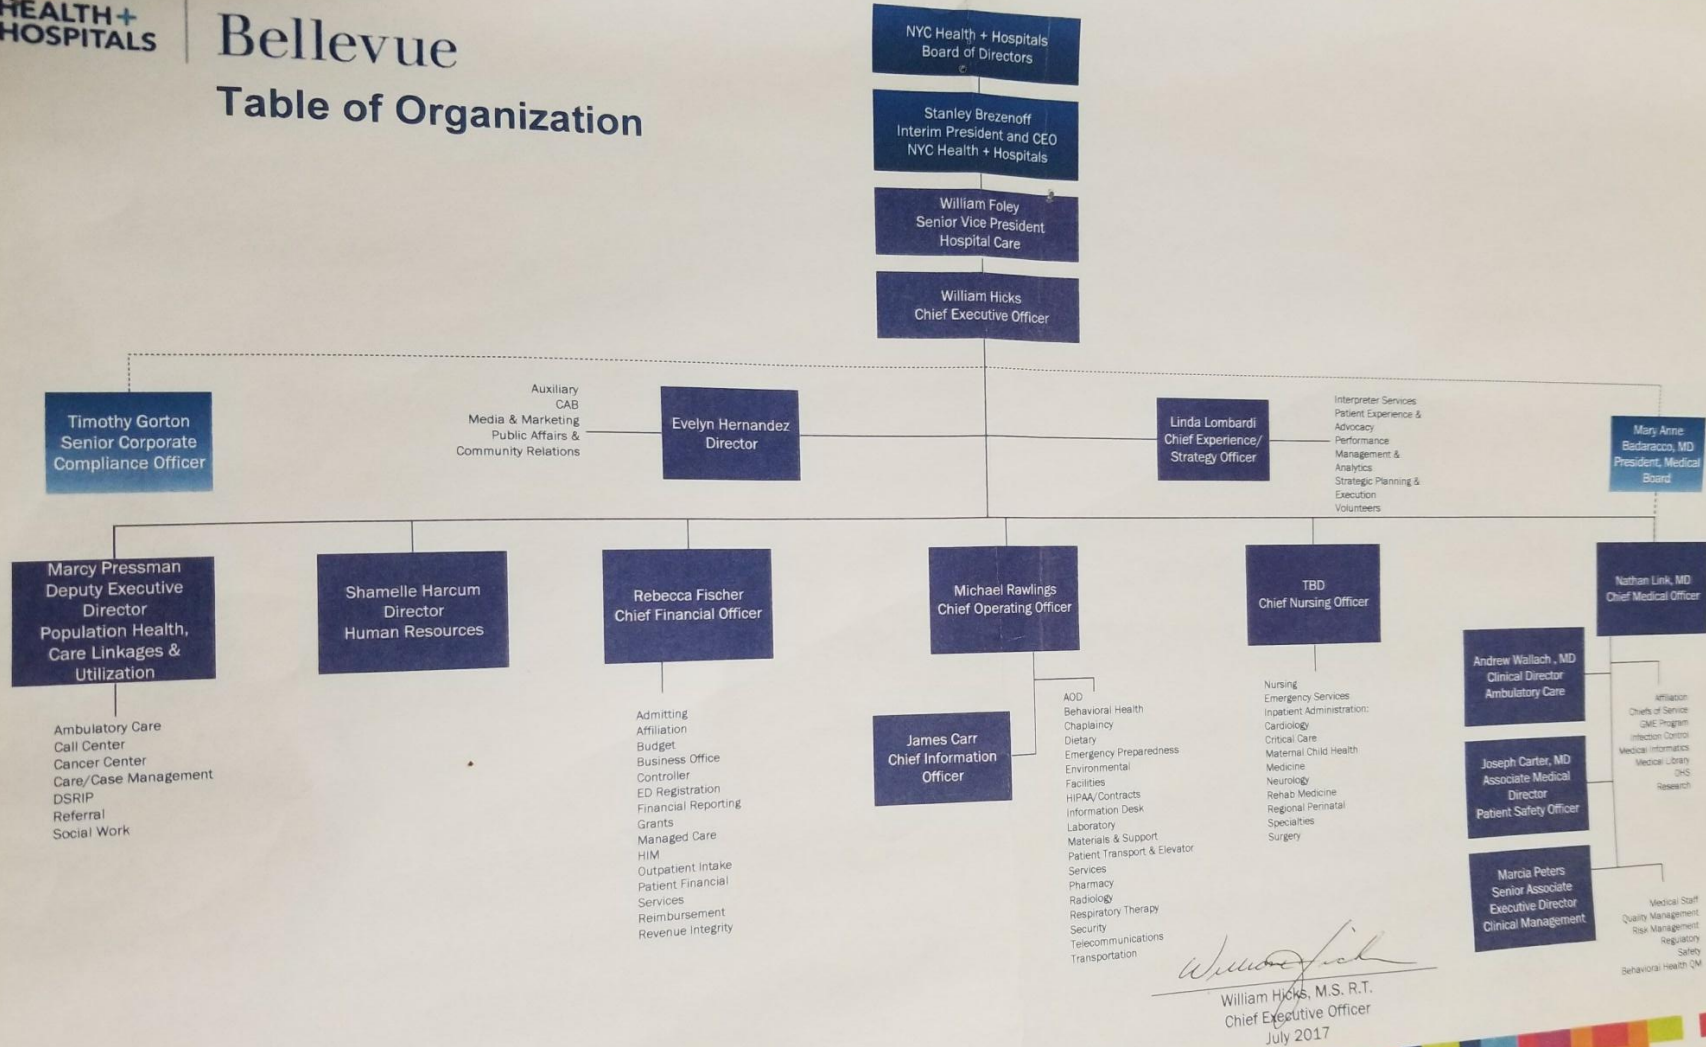 HEALTH+
HOSPITALS
Bellevue
Table of Organization
NYC Health + Hospitals
Board of Directors
Stanley Brezenoff
Interim President and CEO
NYC Health + Hospitals
William Foley
Senior Vice President
Hospital Care
William Hicks
Chief Executive Officer
Timothy Gorton
Senior Corporate
Compliance Officer
Auxiliary
CAB
Media & Marketing
Public Affairs &
Community Relations
Evelyn Hernandez
Director
Linda Lombardi
Chief Experience/
Strategy Officer
Interpreter Services
Patient Experience &
Advocacy
Performance
Management &
Analytics
Strategic Planning &
Execution
Volunteers
Mary Anne
Badaracco, MD
President, Medical
Board
Marcy Pressman
Deputy Executive
Director
Population Health,
Care Linkages &
Utilization
Ambulatory Care
Call Center
Cancer Center
Care/Case Management
DSRIP
Referral
Social Work
Shamelle Harcum
Director
Human Resources
Rebecca Fischer
Chief Financial Officer
Admitting
Affiliation
Budget
Business Office
Controller
ED Registration
Financial Reporting
Grants
Managed Care
HIM
Outpatient Intake
Patient Financial
Services
Reimbursement
Revenue Integrity
Michael Rawlings
Chief Operating Officer
James Carr
Chief Information
Officer
AOD
Behavioral Health
Chaplaincy
Dietary
Emergency Preparedness
Environmental
Facilities
HIPAA/Contracts
Information Desk
Laboratory
Materials & Support
Patient Transport & Elevator
Services
Pharmacy
Radiology
Respiratory Therapy
Security
Telecommunications
Transportation
TBD
Chief Nursing Officer
Nursing
Emergency Services
Inpatient Administration:
Cardiology
Critical Care
Maternal Child Health
Medicine
Neurology
Rehab Medicine
Regional Perinatal
Specialties
Surgery
Nathan Link, MD
Chief Medical Officer
Andrew Wallach, MD
Clinical Director
Ambulatory Care
Affiliation
Chiefs of Service
GME Program
Infection Control
Medical Informatics
Medical Library
OHS
Research
Joseph Carter, MD
Associate Medical
Director
Patient Safety Officer
Marcia Peters
Senior Associate
Executive Director
Clinical Management
Medical Staff
Quality Management
Risk Management
Regulatory
Safety
Behavioral Health QM
William Hicks
William Hicks, M.S. R.T.
Chief Executive Officer
July 2017